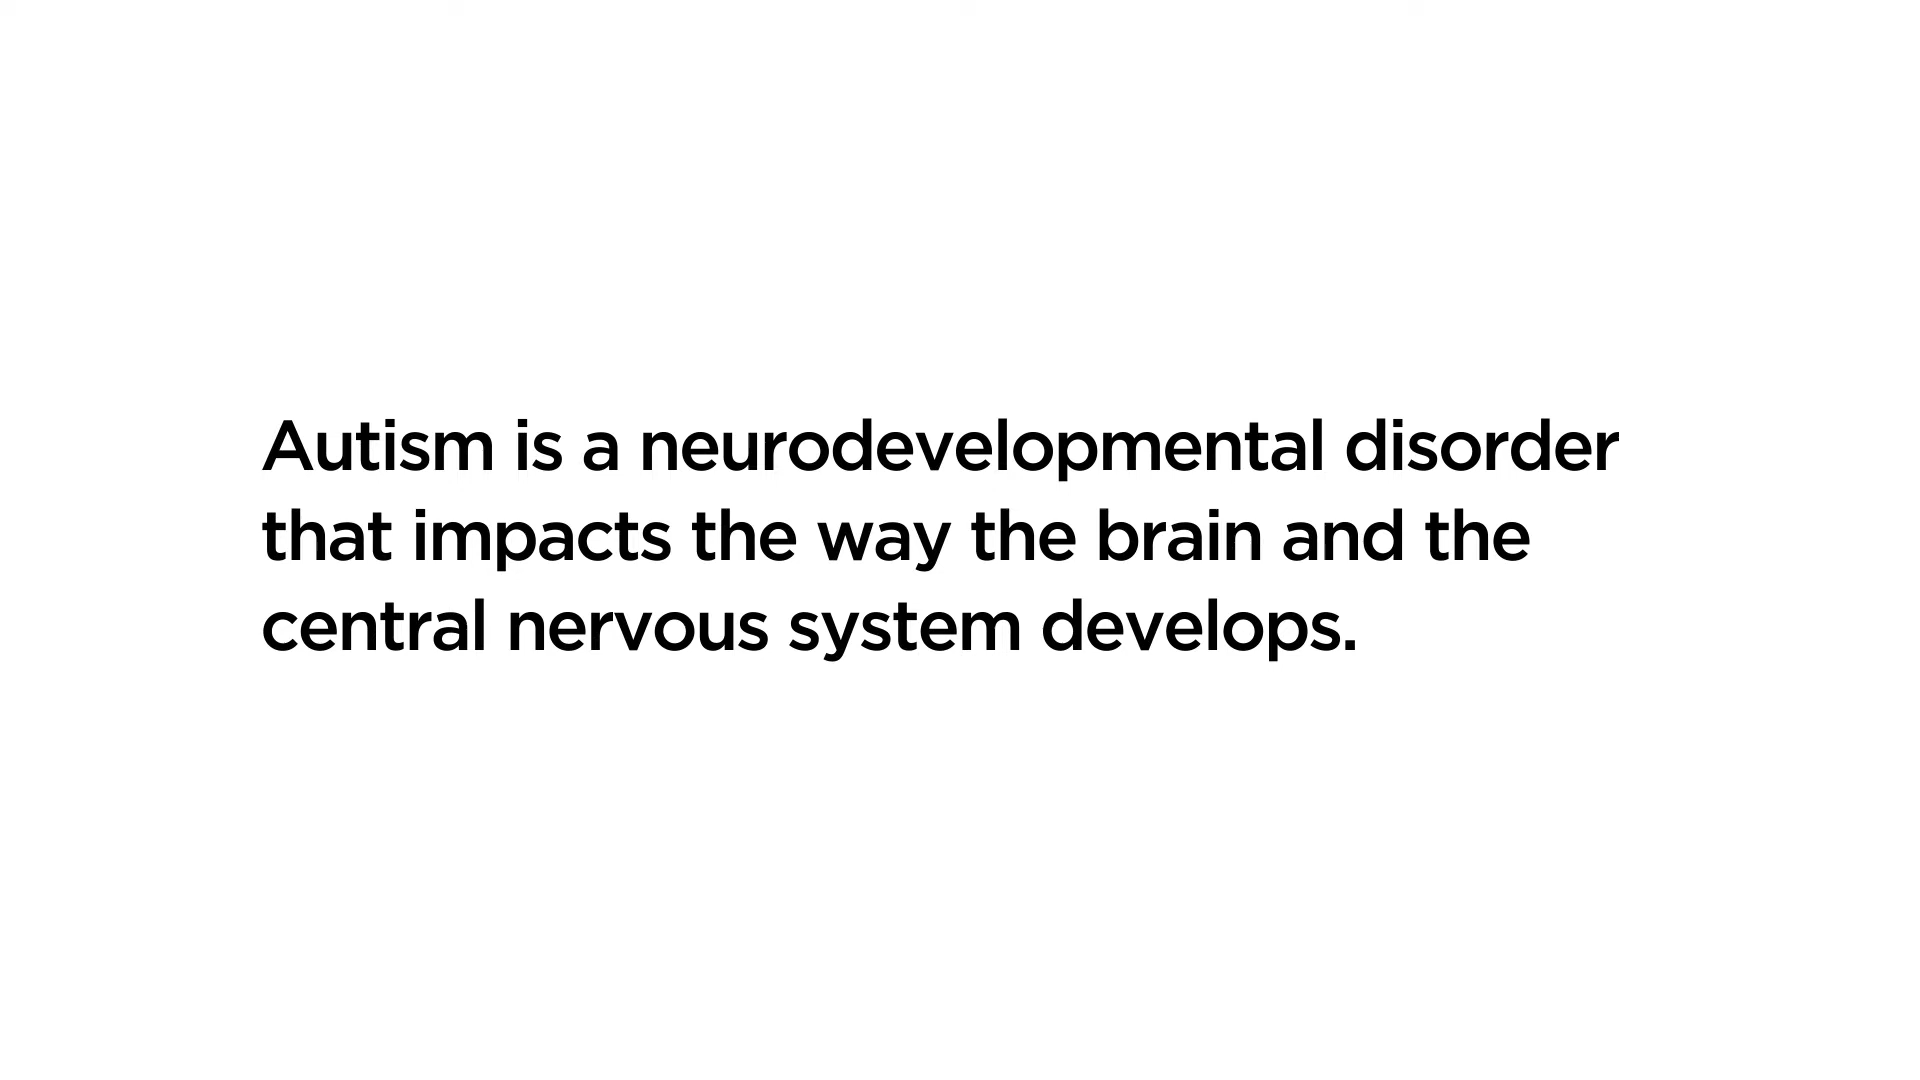 Autism is a neurodevelopmental disorder
that impacts the way the brain and the
central nervous system develops.